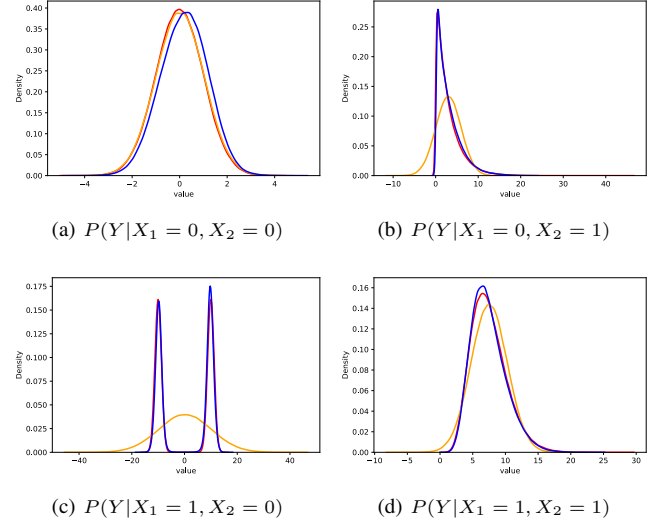 0.40
0.35
0.30
0.25
0.20
0.15
0.10
0.05
0.00
Density
−4 −2 0 2 4
value
0.30
0.25
0.20
0.15
0.10
0.05
0.00
Density
−10 0 10 20 30 40
value
(a) P(Y|X₁ = 0, X₂ = 0)
(b) P(Y|X₁ = 0, X₂ = 1)
0.175
0.150
0.125
0.100
0.075
0.050
0.025
0.000
Density
−40 −20 0 20 40
value
0.16
0.14
0.12
0.10
0.08
0.06
0.04
0.02
0.00
Density
−10 −5 0 5 10 15 20 25 30
value
(c) P(Y|X₁ = 1, X₂ = 0)
(d) P(Y|X₁ = 1, X₂ = 1)